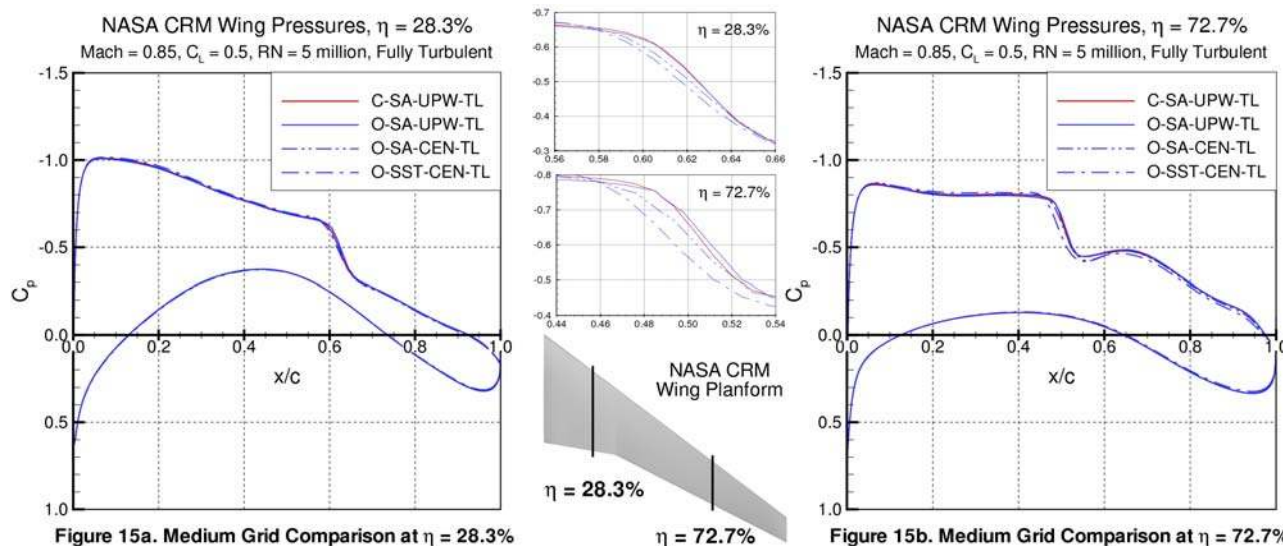 NASA CRM Wing Pressures, η = 28.3%
Mach = 0.85, C_L = 0.5, RN = 5 million, Fully Turbulent
-1.5
-1.0
-0.5
0.0
0.5
1.0
C_p
0.0 0.2 0.4 0.6 0.8 1.0
x/c
C-SA-UPW-TL
O-SA-UPW-TL
O-SA-CEN-TL
O-SST-CEN-TL
Figure 15a. Medium Grid Comparison at η = 28.3%
η = 28.3%
-0.7
-0.6
-0.5
-0.4
-0.3
0.56 0.58 0.60 0.62 0.64 0.66
η = 72.7%
-0.8
-0.7
-0.6
-0.5
-0.4
0.44 0.46 0.48 0.50 0.52 0.54
NASA CRM
Wing Planform
η = 28.3%
η = 72.7%
NASA CRM Wing Pressures, η = 72.7%
Mach = 0.85, C_L = 0.5, RN = 5 million, Fully Turbulent
-1.5
-1.0
-0.5
0.0
0.5
1.0
C_p
0.0 0.2 0.4 0.6 0.8 1.0
x/c
C-SA-UPW-TL
O-SA-UPW-TL
O-SA-CEN-TL
O-SST-CEN-TL
Figure 15b. Medium Grid Comparison at η = 72.7%